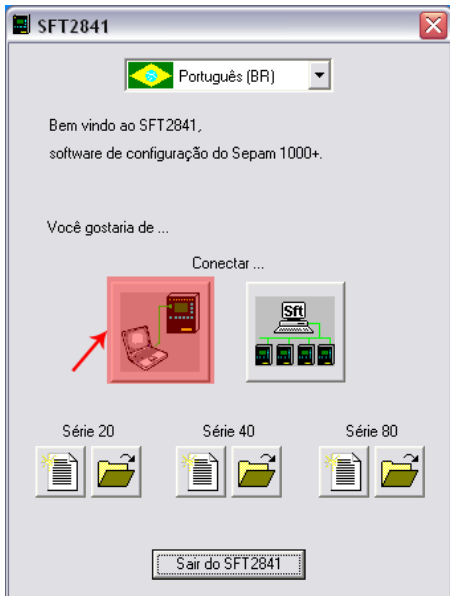 SFT2841
Português (BR)
Bem vindo ao SFT2841,
software de configuração do Sepam 1000+.
Você gostaria de ...
Conectar ...
Sft
Série 20
Série 40
Série 80
Sair do SFT2841